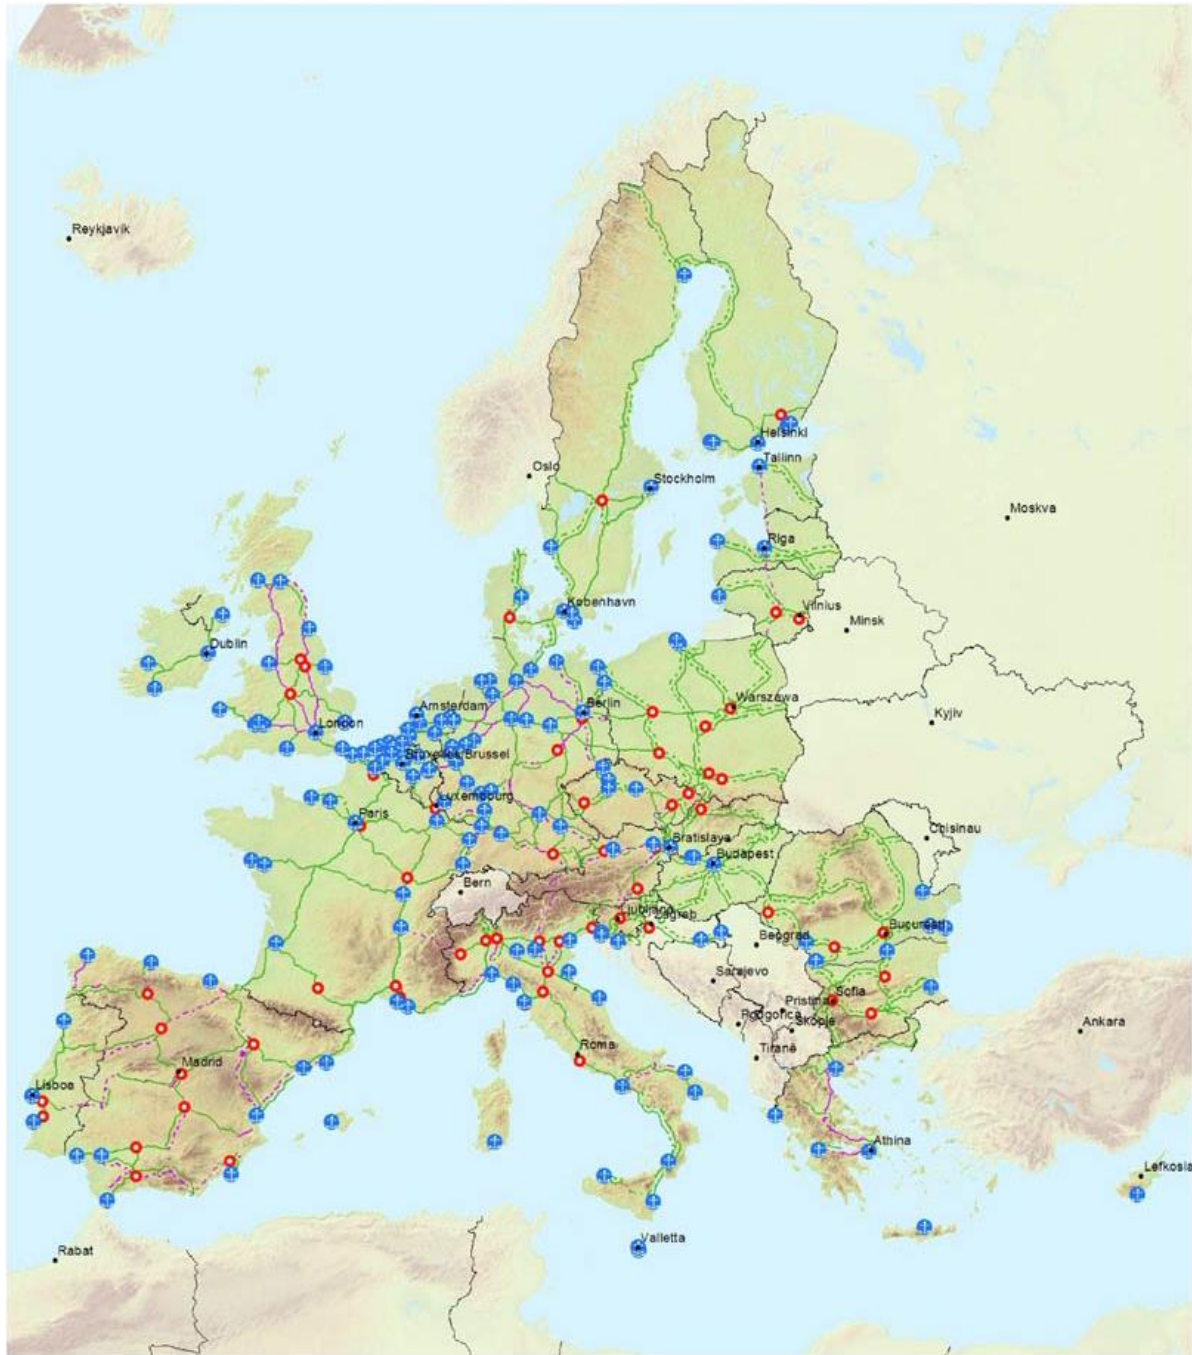 Reykjavik
Helsinki
Tallinn
Oslo
Stockholm
Moskva
Riga
København
Vilnius
Minsk
Dublin
Warszawa
Amsterdam
Berlin
Kyjiv
London
Bruxelles/Brussel
Luxembourg
Paris
Chisinau
Bratislava
Budapest
Bern
Ljubljana
Zagreb
Bucuresti
Beograd
Sarajevo
Sofia
Pristina
Podgorica
Skopje
Ankara
Roma
Tiranë
Madrid
Lisboa
Athina
Lefkosia
Valletta
Rabat